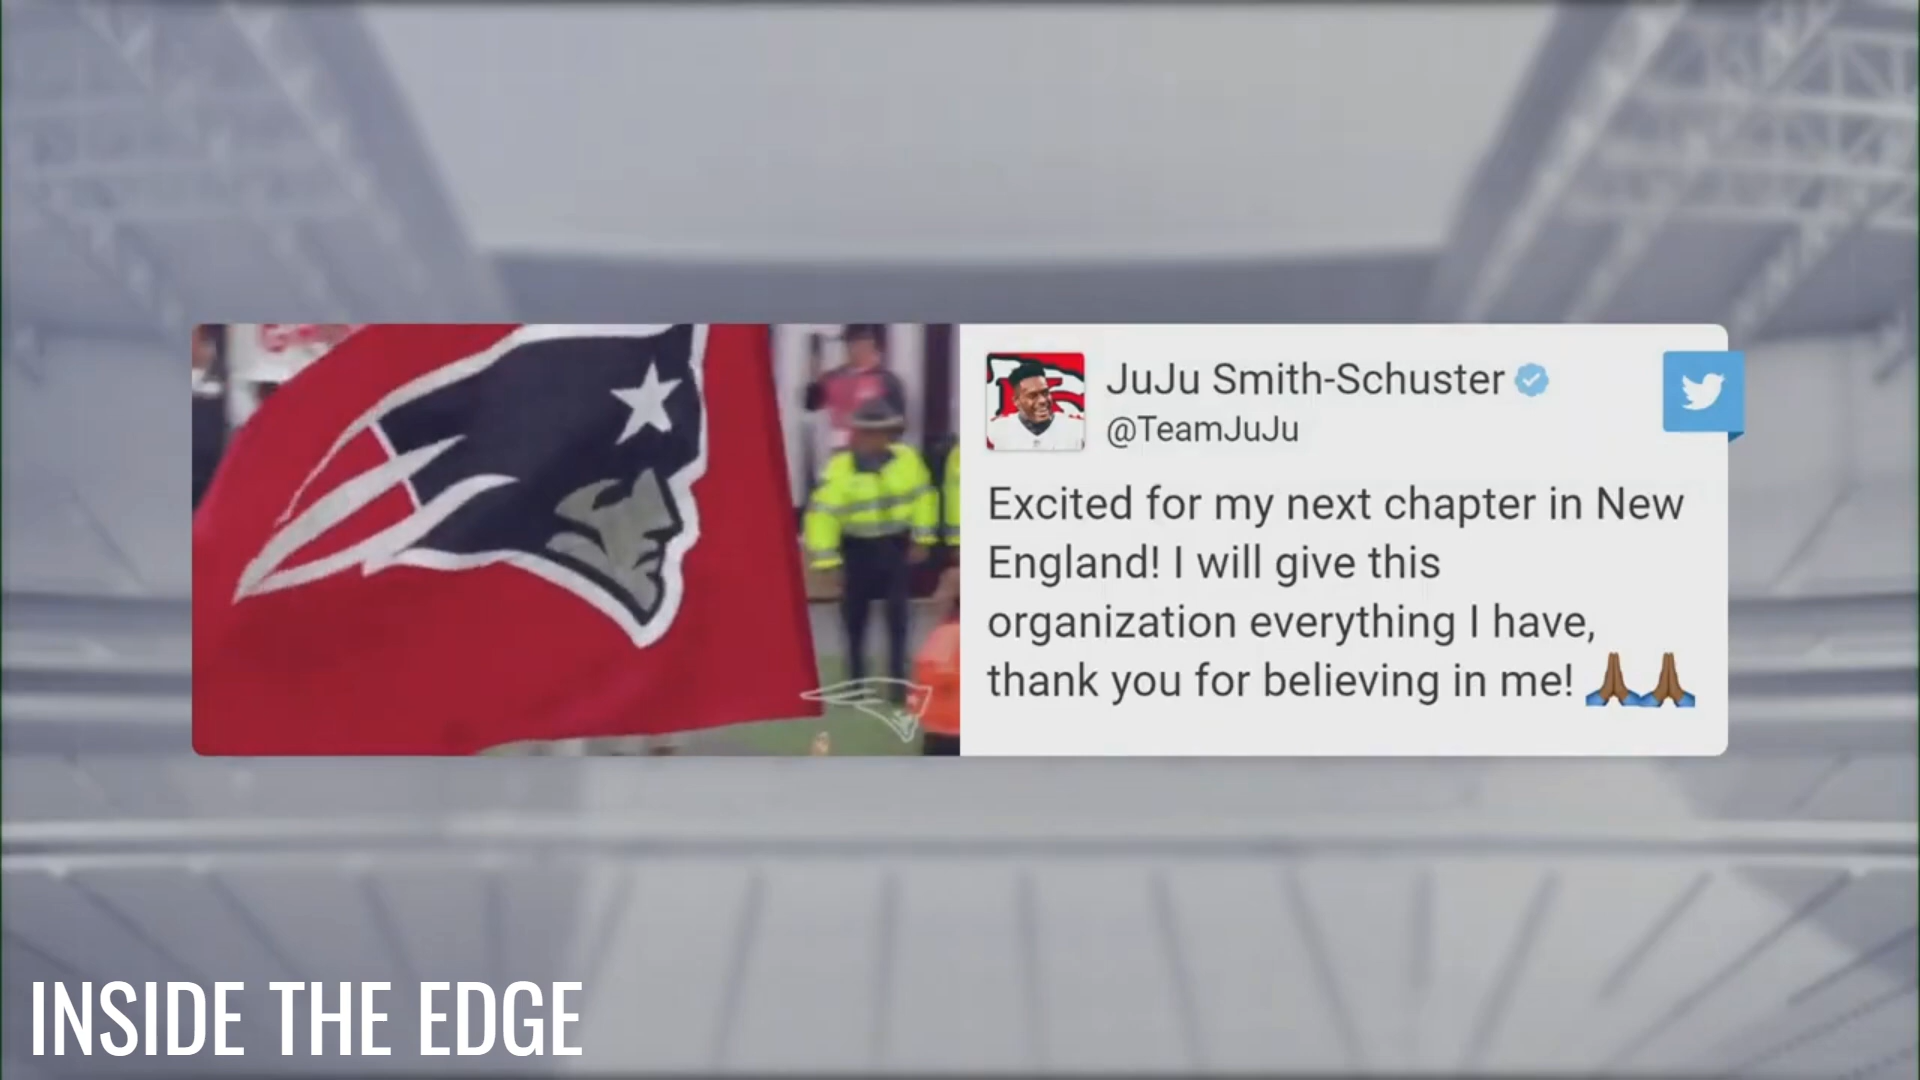 JuJu Smith-Schuster
@TeamJuJu
Excited for my next chapter in New
England! I will give this
organization everything I have,
thank you for believing in me! 🙏🏾🙏🏾
INSIDE THE EDGE